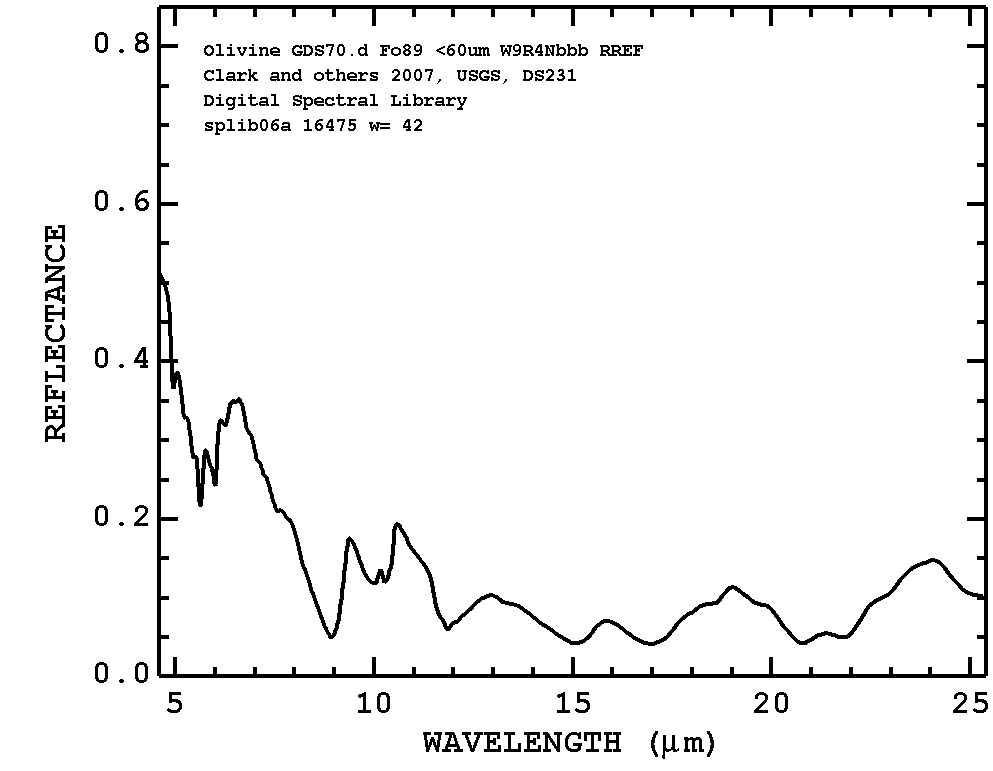 Olivine GDS70.d Fo89 <60um W9R4Nbbb RREF
Clark and others 2007, USGS, DS231
Digital Spectral Library
splib06a 16475 w= 42
0.8
0.6
0.4
0.2
0.0
REFLECTANCE
5 10 15 20 25
WAVELENGTH (μm)